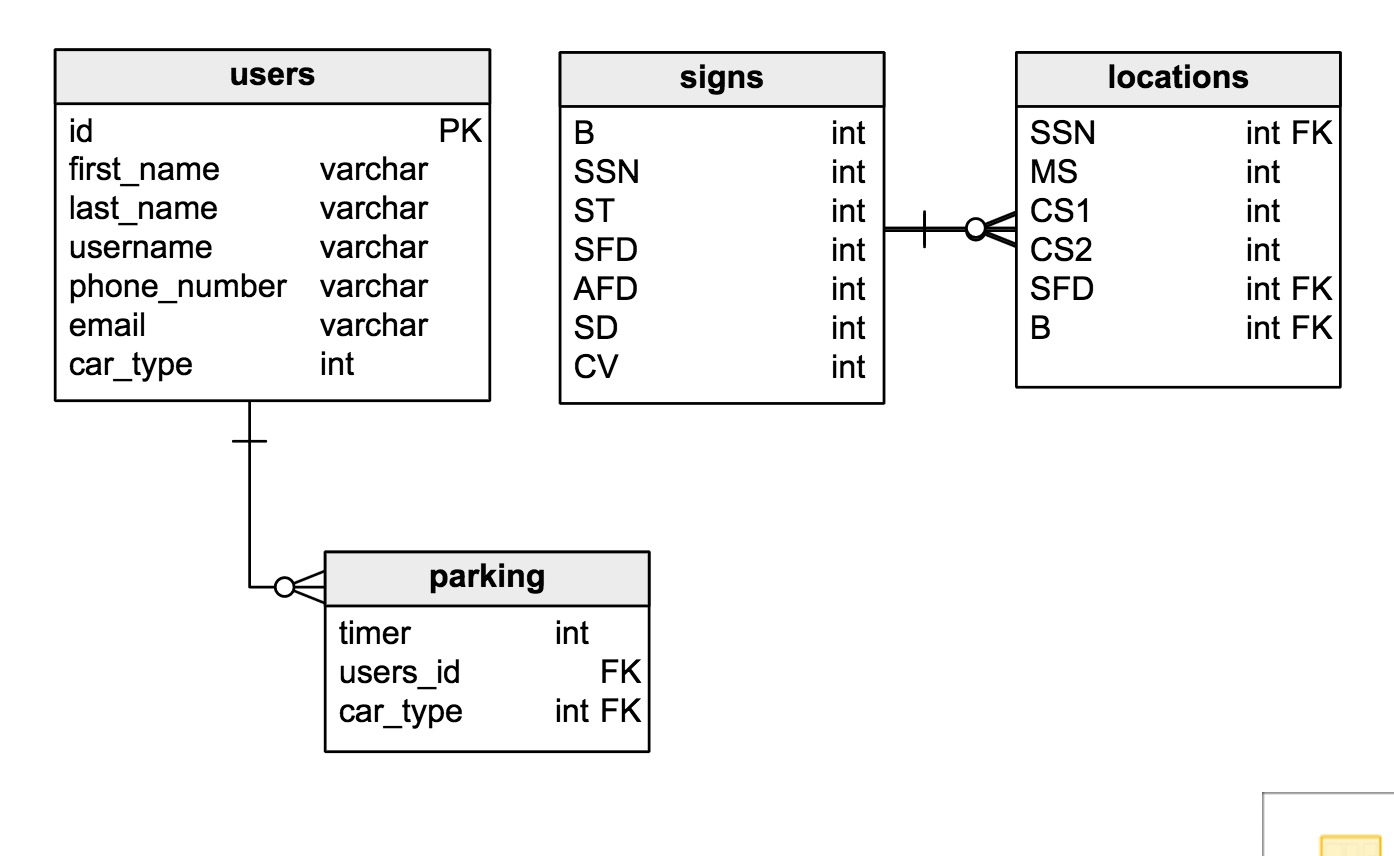 users
id PK
first_name varchar
last_name varchar
username varchar
phone_number varchar
email varchar
car_type int
signs
B int
SSN int
ST int
SFD int
AFD int
SD int
CV int
locations
SSN int FK
MS int
CS1 int
CS2 int
SFD int FK
B int FK
parking
timer int
users_id FK
car_type int FK